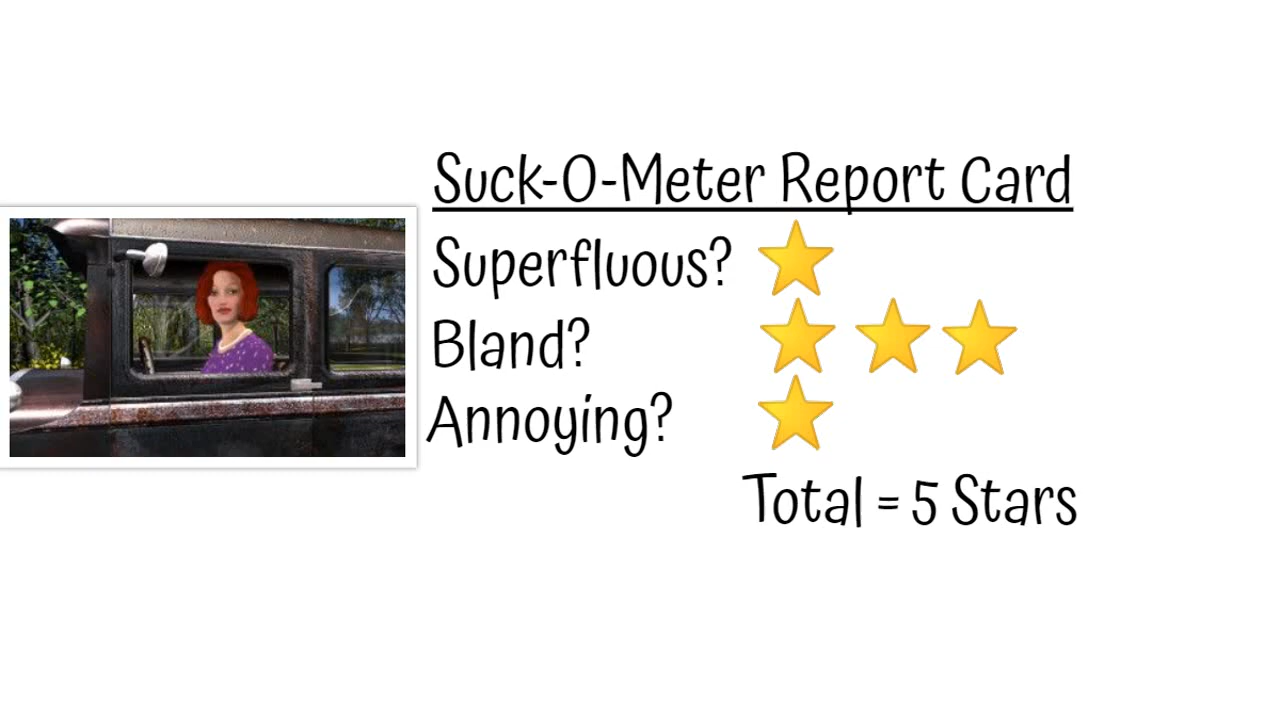 Suck-O-Meter Report Card
Superfluous?
Bland?
Annoying?
Total = 5 Stars